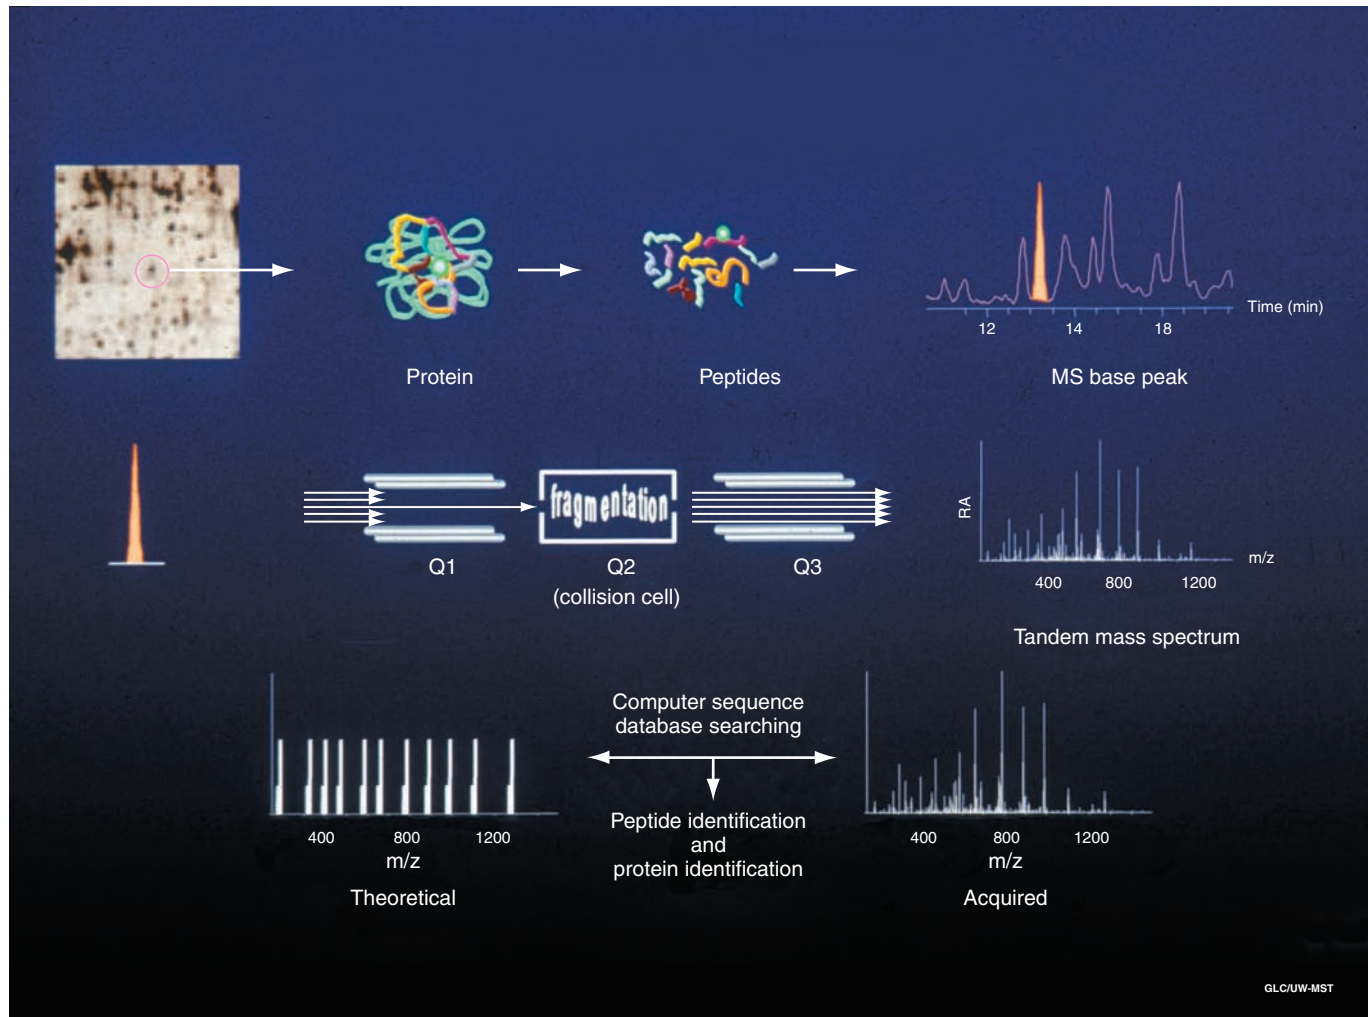 Time (min)
12 14 18
Protein
Peptides
MS base peak
fragmentation
RA
m/z
Q1
Q2
Q3
(collision cell)
400 800 1200
Tandem mass spectrum
Computer sequence
database searching
Peptide identification
and
protein identification
400 800 1200
m/z
Theoretical
400 800 1200
m/z
Acquired
GLC/UW-MST